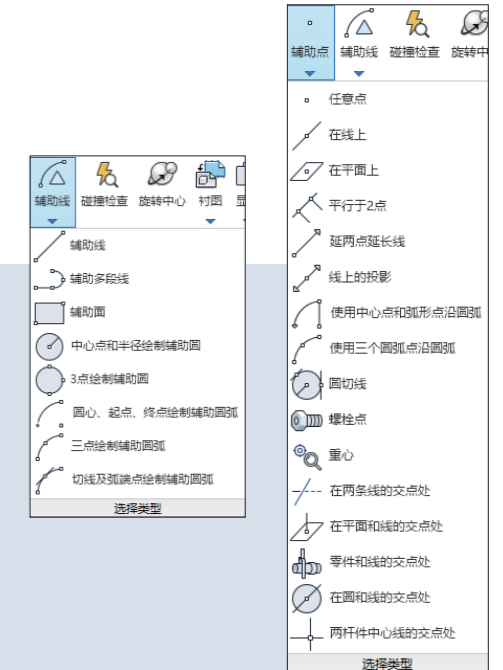 辅助线 碰撞检查 旋转中心 衬图
辅助线
辅助多段线
辅助面
中心点和半径绘制辅助圆
3点绘制辅助圆
圆心、起点、终点绘制辅助圆弧
三点绘制辅助圆弧
切线及弧端点绘制辅助圆弧
选择类型
辅助点 辅助线 碰撞检查 旋转中
任意点
在线上
在平面上
平行于2点
延两点延长线
线上的投影
使用中心点和弧形点沿圆弧
使用三个圆弧点沿圆弧
圆切线
螺栓点
重心
在两条线的交点处
在平面和线的交点处
零件和线的交点处
在圆和线的交点处
两杆件中心线的交点处
选择类型